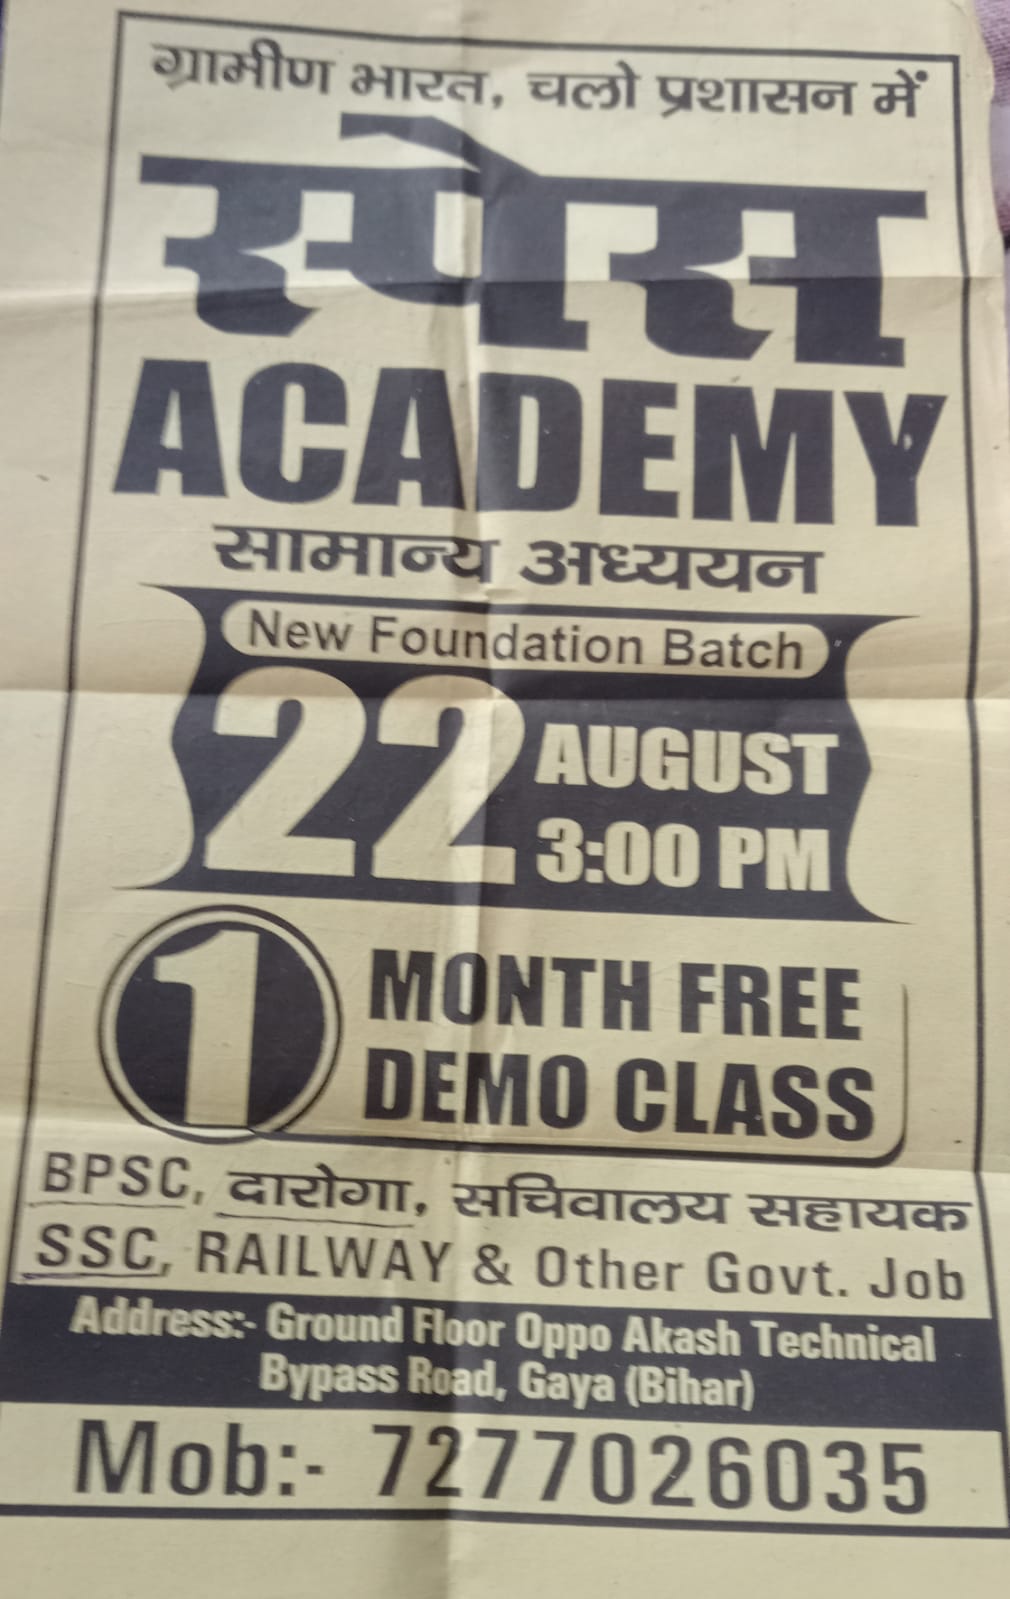 ग्रामीण भारत, चलो प्रशासन में
स्पेस
ACADEMY
सामान्य अध्ययन
New Foundation Batch
22 AUGUST
3:00 PM
1 MONTH FREE
DEMO CLASS
BPSC, दारोगा, सचिवालय सहायक
SSC, RAILWAY & Other Govt. Job
Address:- Ground Floor Oppo Akash Technical
Bypass Road, Gaya (Bihar)
Mob:- 7277026035